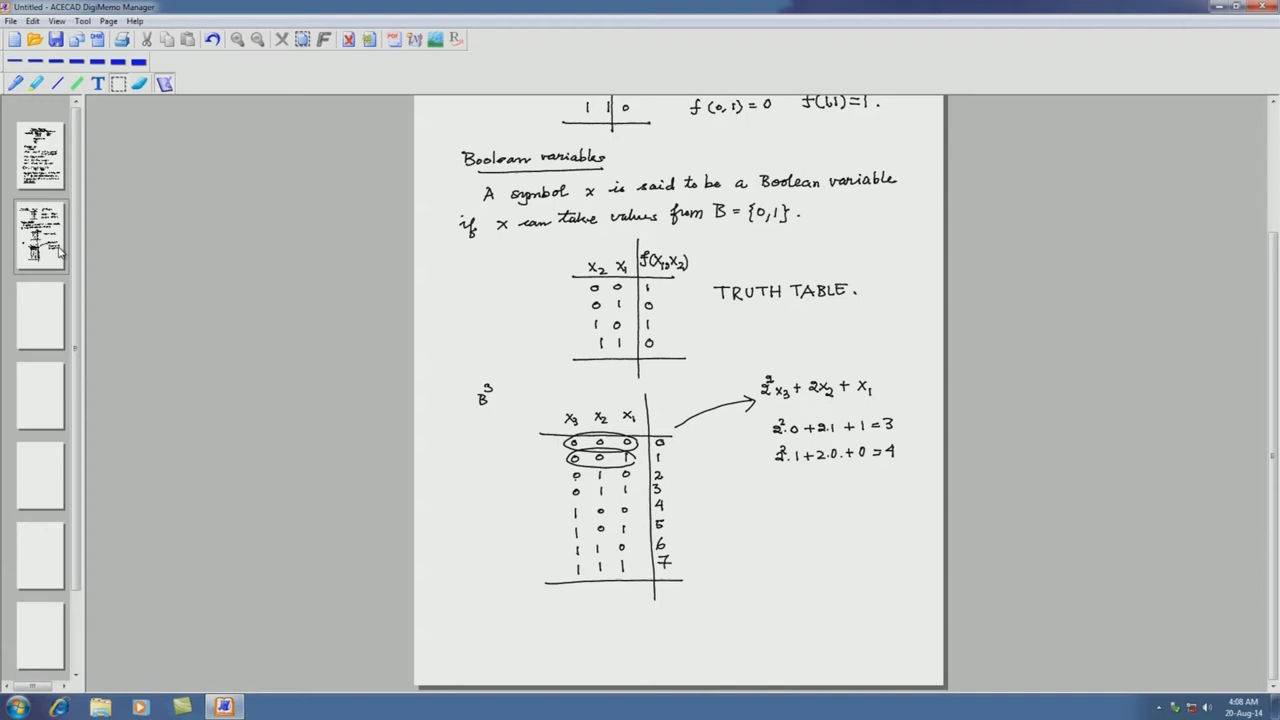 Untitled - ACECAD DigiMemo Manager
File Edit View Tool Page Help
1 1 0 f(0,1)=0 f(1,1)=1.
Boolean variables
A symbol x is said to be a Boolean variable
if x can take values from B = {0,1}.
x₂ x₁ f(x₁,x₂)
0 0 1
0 1 0
1 0 1
1 1 0
TRUTH TABLE.
B³
x₃ x₂ x₁
0 0 0 0
0 0 1 1
0 1 0 2
0 1 1 3
1 0 0 4
1 0 1 5
1 1 0 6
1 1 1 7
2²x₃ + 2x₂ + x₁
2².0 + 2.1 + 1 = 3
2².1 + 2.0. + 0 = 4
4:08 AM
20-Aug-14